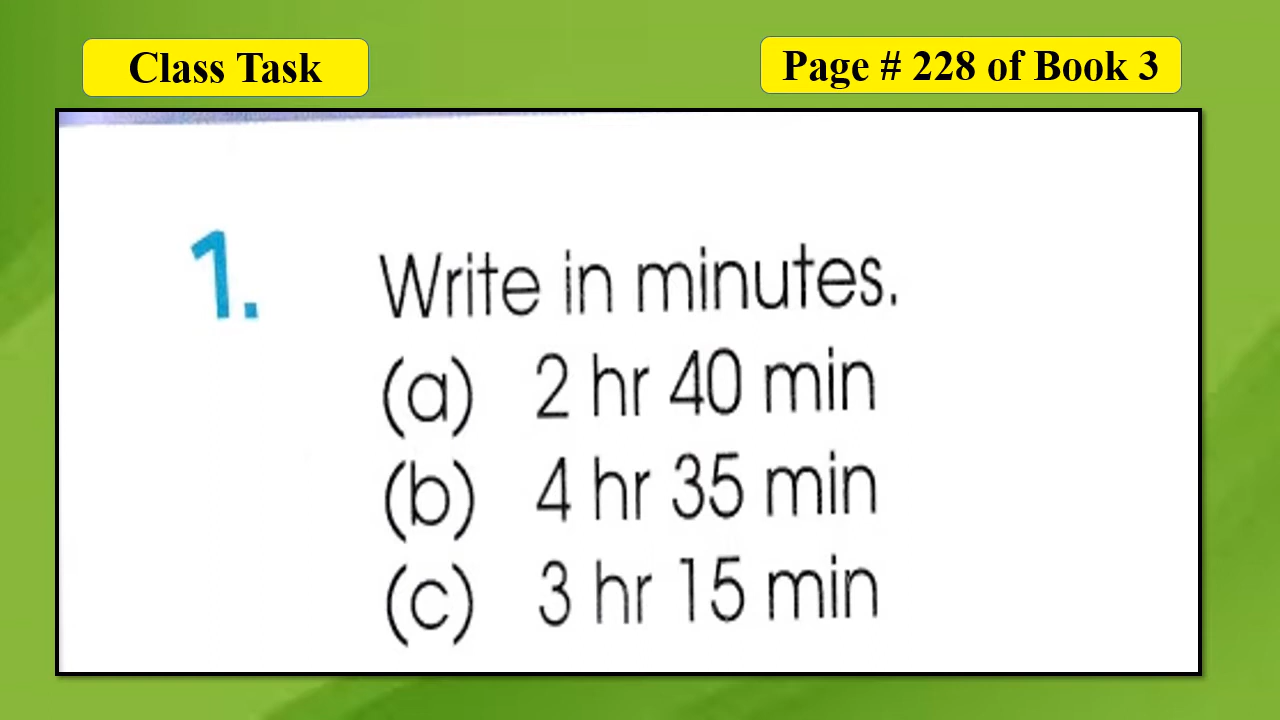 Class Task
Page # 228 of Book 3
1. Write in minutes.
(a) 2 hr 40 min
(b) 4 hr 35 min
(c) 3 hr 15 min